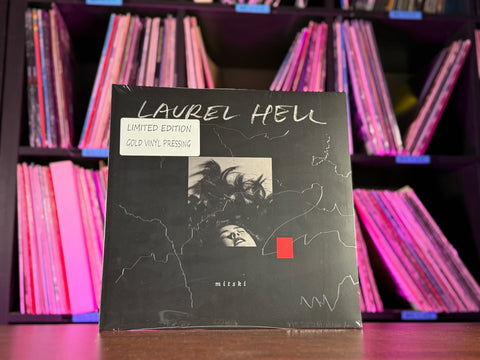 LAUREL HELL
LIMITED EDITION
GOLD VINYL PRESSING
mitski